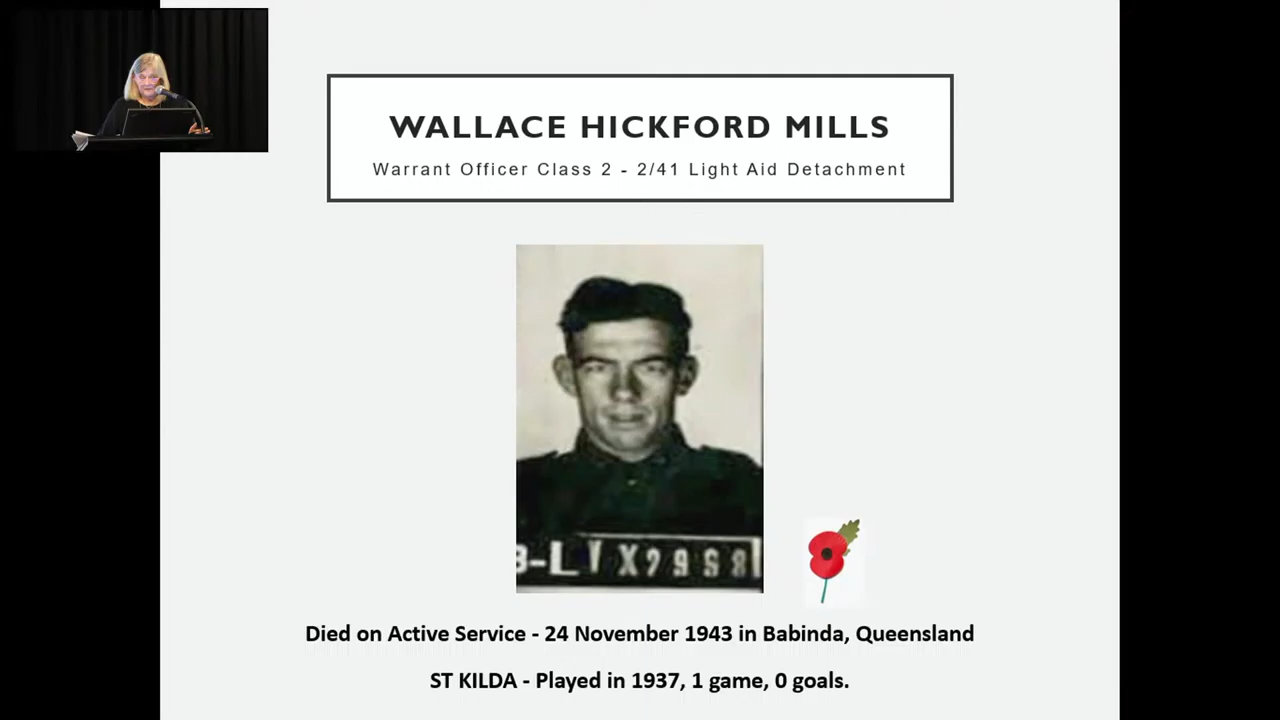 WALLACE HICKFORD MILLS
Warrant Officer Class 2 - 2/41 Light Aid Detachment
Died on Active Service - 24 November 1943 in Babinda, Queensland
ST KILDA - Played in 1937, 1 game, 0 goals.